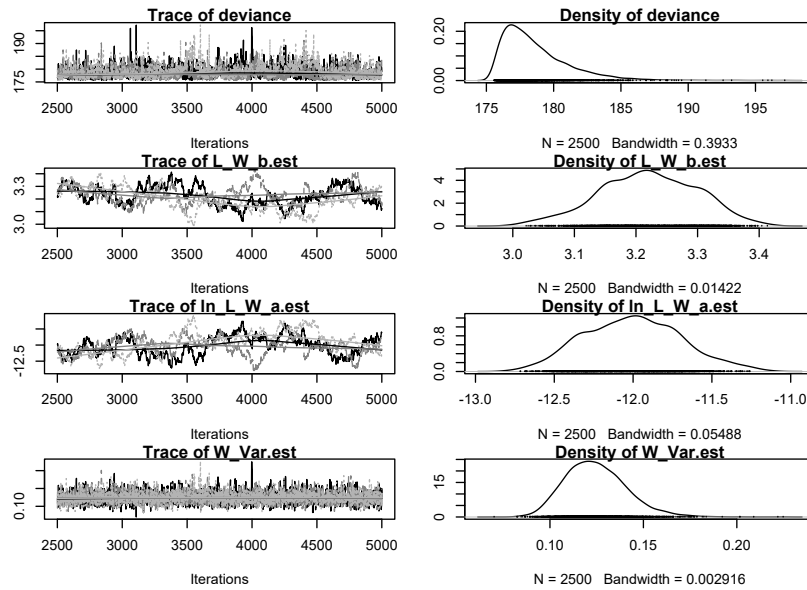 Trace of deviance
175 190
2500 3000 3500 4000 4500 5000
Iterations
Density of deviance
0.00 0.20
175 180 185 190 195
N = 2500 Bandwidth = 0.3933
Trace of L_W_b.est
3.0 3.3
2500 3000 3500 4000 4500 5000
Iterations
Density of L_W_b.est
0 2 4
3.0 3.1 3.2 3.3 3.4
N = 2500 Bandwidth = 0.01422
Trace of ln_L_W_a.est
-12.5
2500 3000 3500 4000 4500 5000
Iterations
Density of ln_L_W_a.est
0.0 0.8
-13.0 -12.5 -12.0 -11.5 -11.0
N = 2500 Bandwidth = 0.05488
Trace of W_Var.est
0.10
2500 3000 3500 4000 4500 5000
Iterations
Density of W_Var.est
0 15
0.10 0.15 0.20
N = 2500 Bandwidth = 0.002916